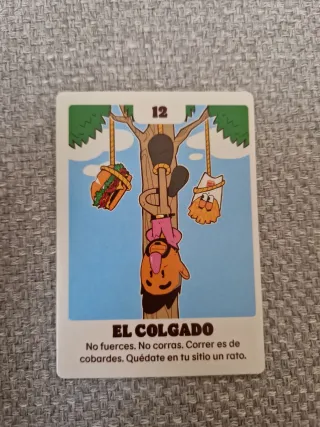 12
EL COLGADO
No fuerces. No corras. Correr es de
cobardes. Quédate en tu sitio un rato.